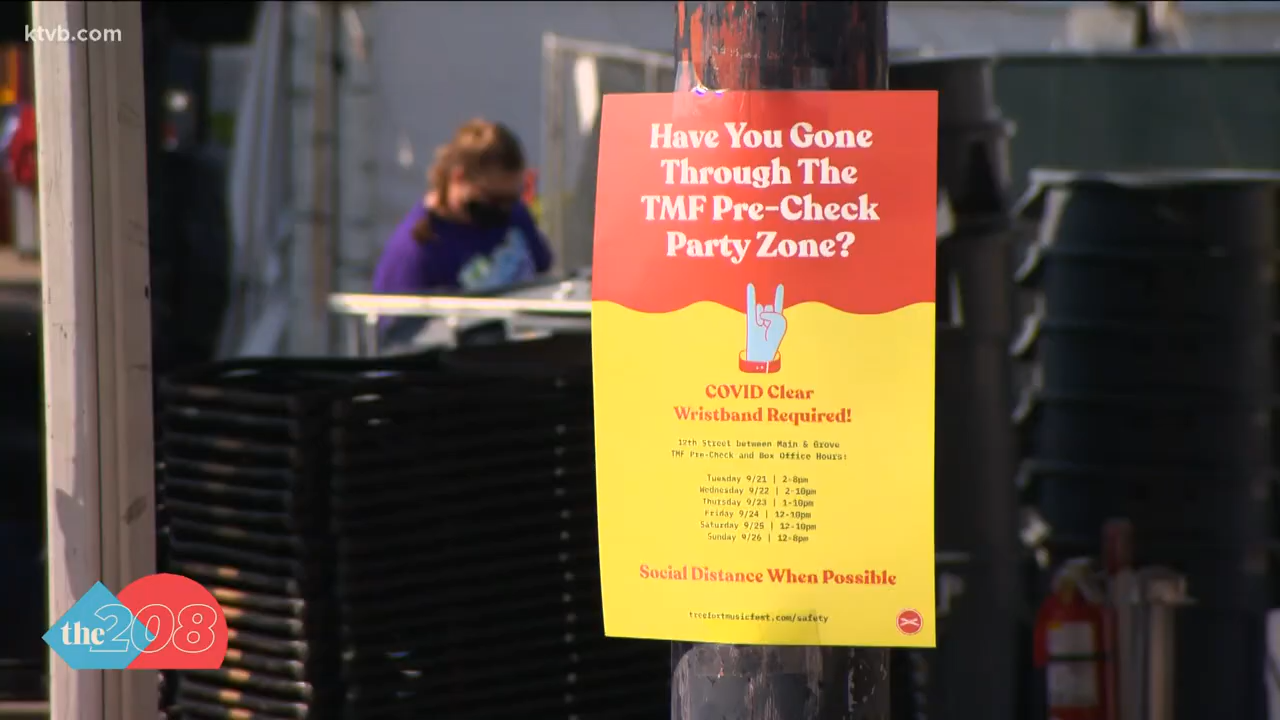 ktvb.com
Have You Gone
Through The
TMF Pre-Check
Party Zone?
COVID Clear
Wristband Required!
12th Street between Main & Grove
TMF Pre-Check and Box Office Hours:
Tuesday 9/21 | 2-8pm
Wednesday 9/22 | 2-10pm
Thursday 9/23 | 1-10pm
Friday 9/24 | 12-10pm
Saturday 9/25 | 12-10pm
Sunday 9/26 | 12-8pm
Social Distance When Possible
treefortmusicfest.com/safety
the 208